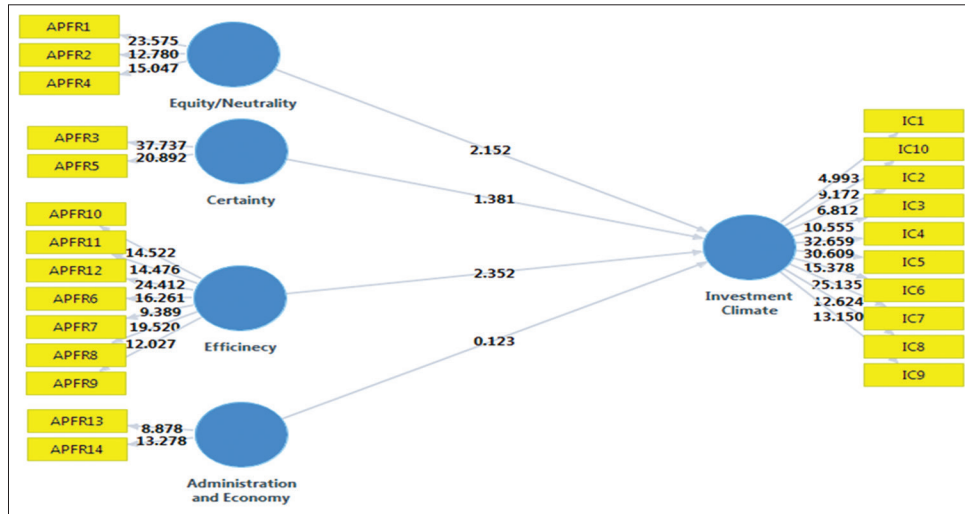 APFR1
APFR2
APFR4
23.575
12.780
15.047
Equity/Neutrality
APFR3
APFR5
37.737
20.892
Certainty
APFR10
APFR11
APFR12
APFR6
APFR7
APFR8
APFR9
14.522
14.476
24.412
16.261
9.389
19.520
12.027
Efficinecy
APFR13
APFR14
8.878
13.278
Administration
and Economy
2.152
1.381
2.352
0.123
Investment
Climate
4.993
9.172
6.812
10.555
32.659
30.609
15.378
25.135
12.624
13.150
IC1
IC10
IC2
IC3
IC4
IC5
IC6
IC7
IC8
IC9